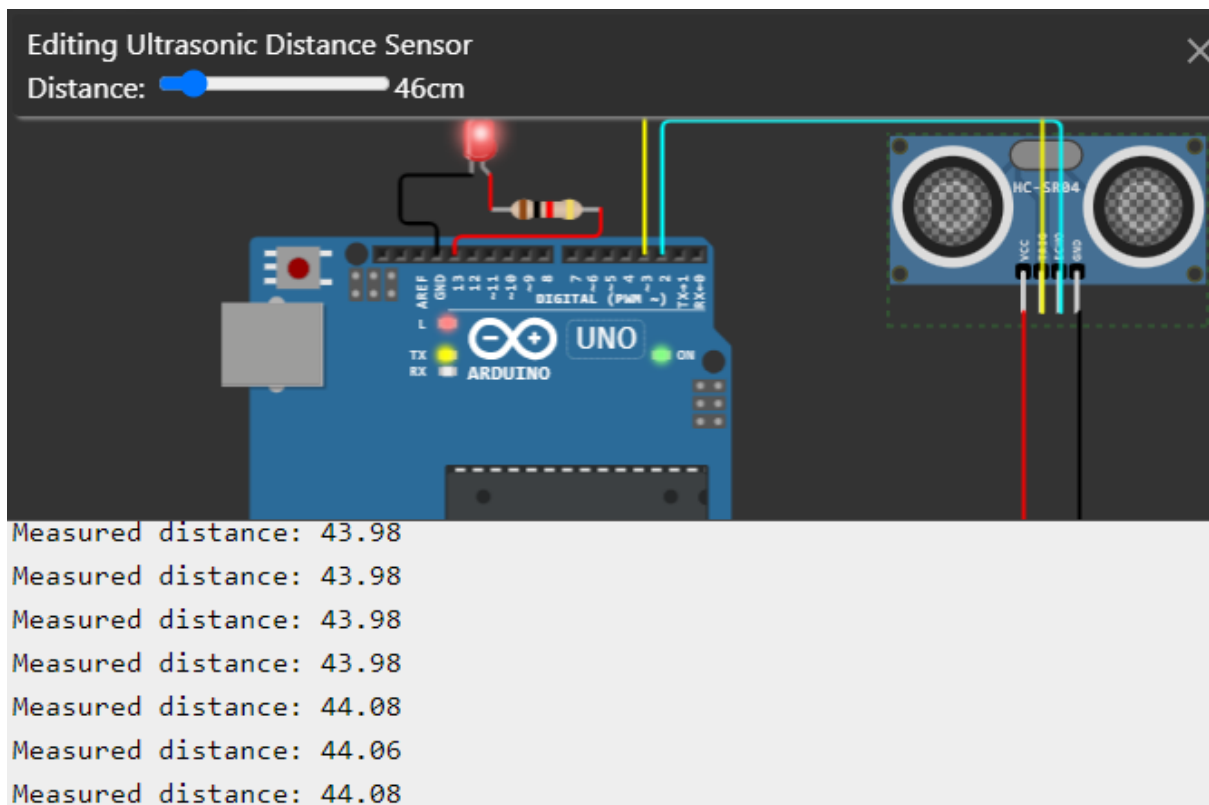 Editing Ultrasonic Distance Sensor
Distance: 46cm
HC-SR04
VCC
TRIG
ECHO
GND
AREF
GND
13
12
~11
~10
~9
8
7
~6
~5
4
~3
2
TX→1
RX←0
DIGITAL (PWM ~)
L
TX
RX
ARDUINO
UNO
ON
Measured distance: 43.98
Measured distance: 43.98
Measured distance: 43.98
Measured distance: 43.98
Measured distance: 44.08
Measured distance: 44.06
Measured distance: 44.08